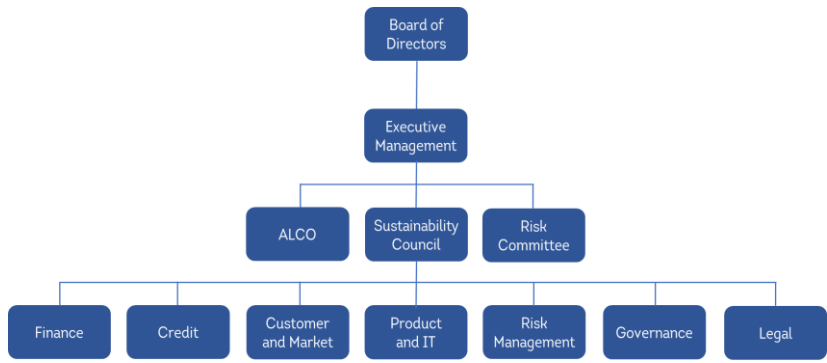 Board of
Directors
Executive
Management
ALCO
Sustainability
Council
Risk
Committee
Finance
Credit
Customer
and Market
Product
and IT
Risk
Management
Governance
Legal